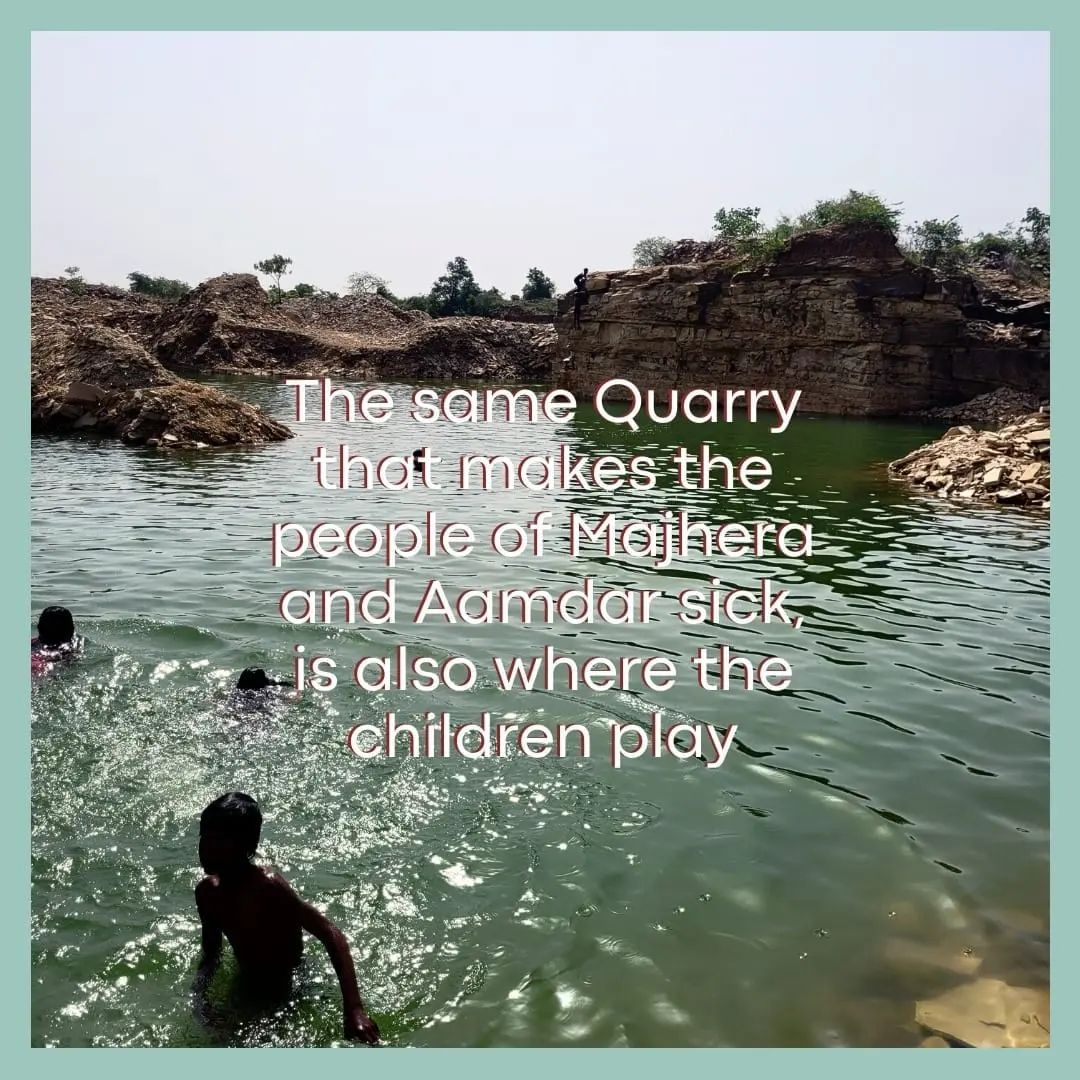 The same Quarry
that makes the
people of Majhera
and Aamdar sick,
is also where the
children play